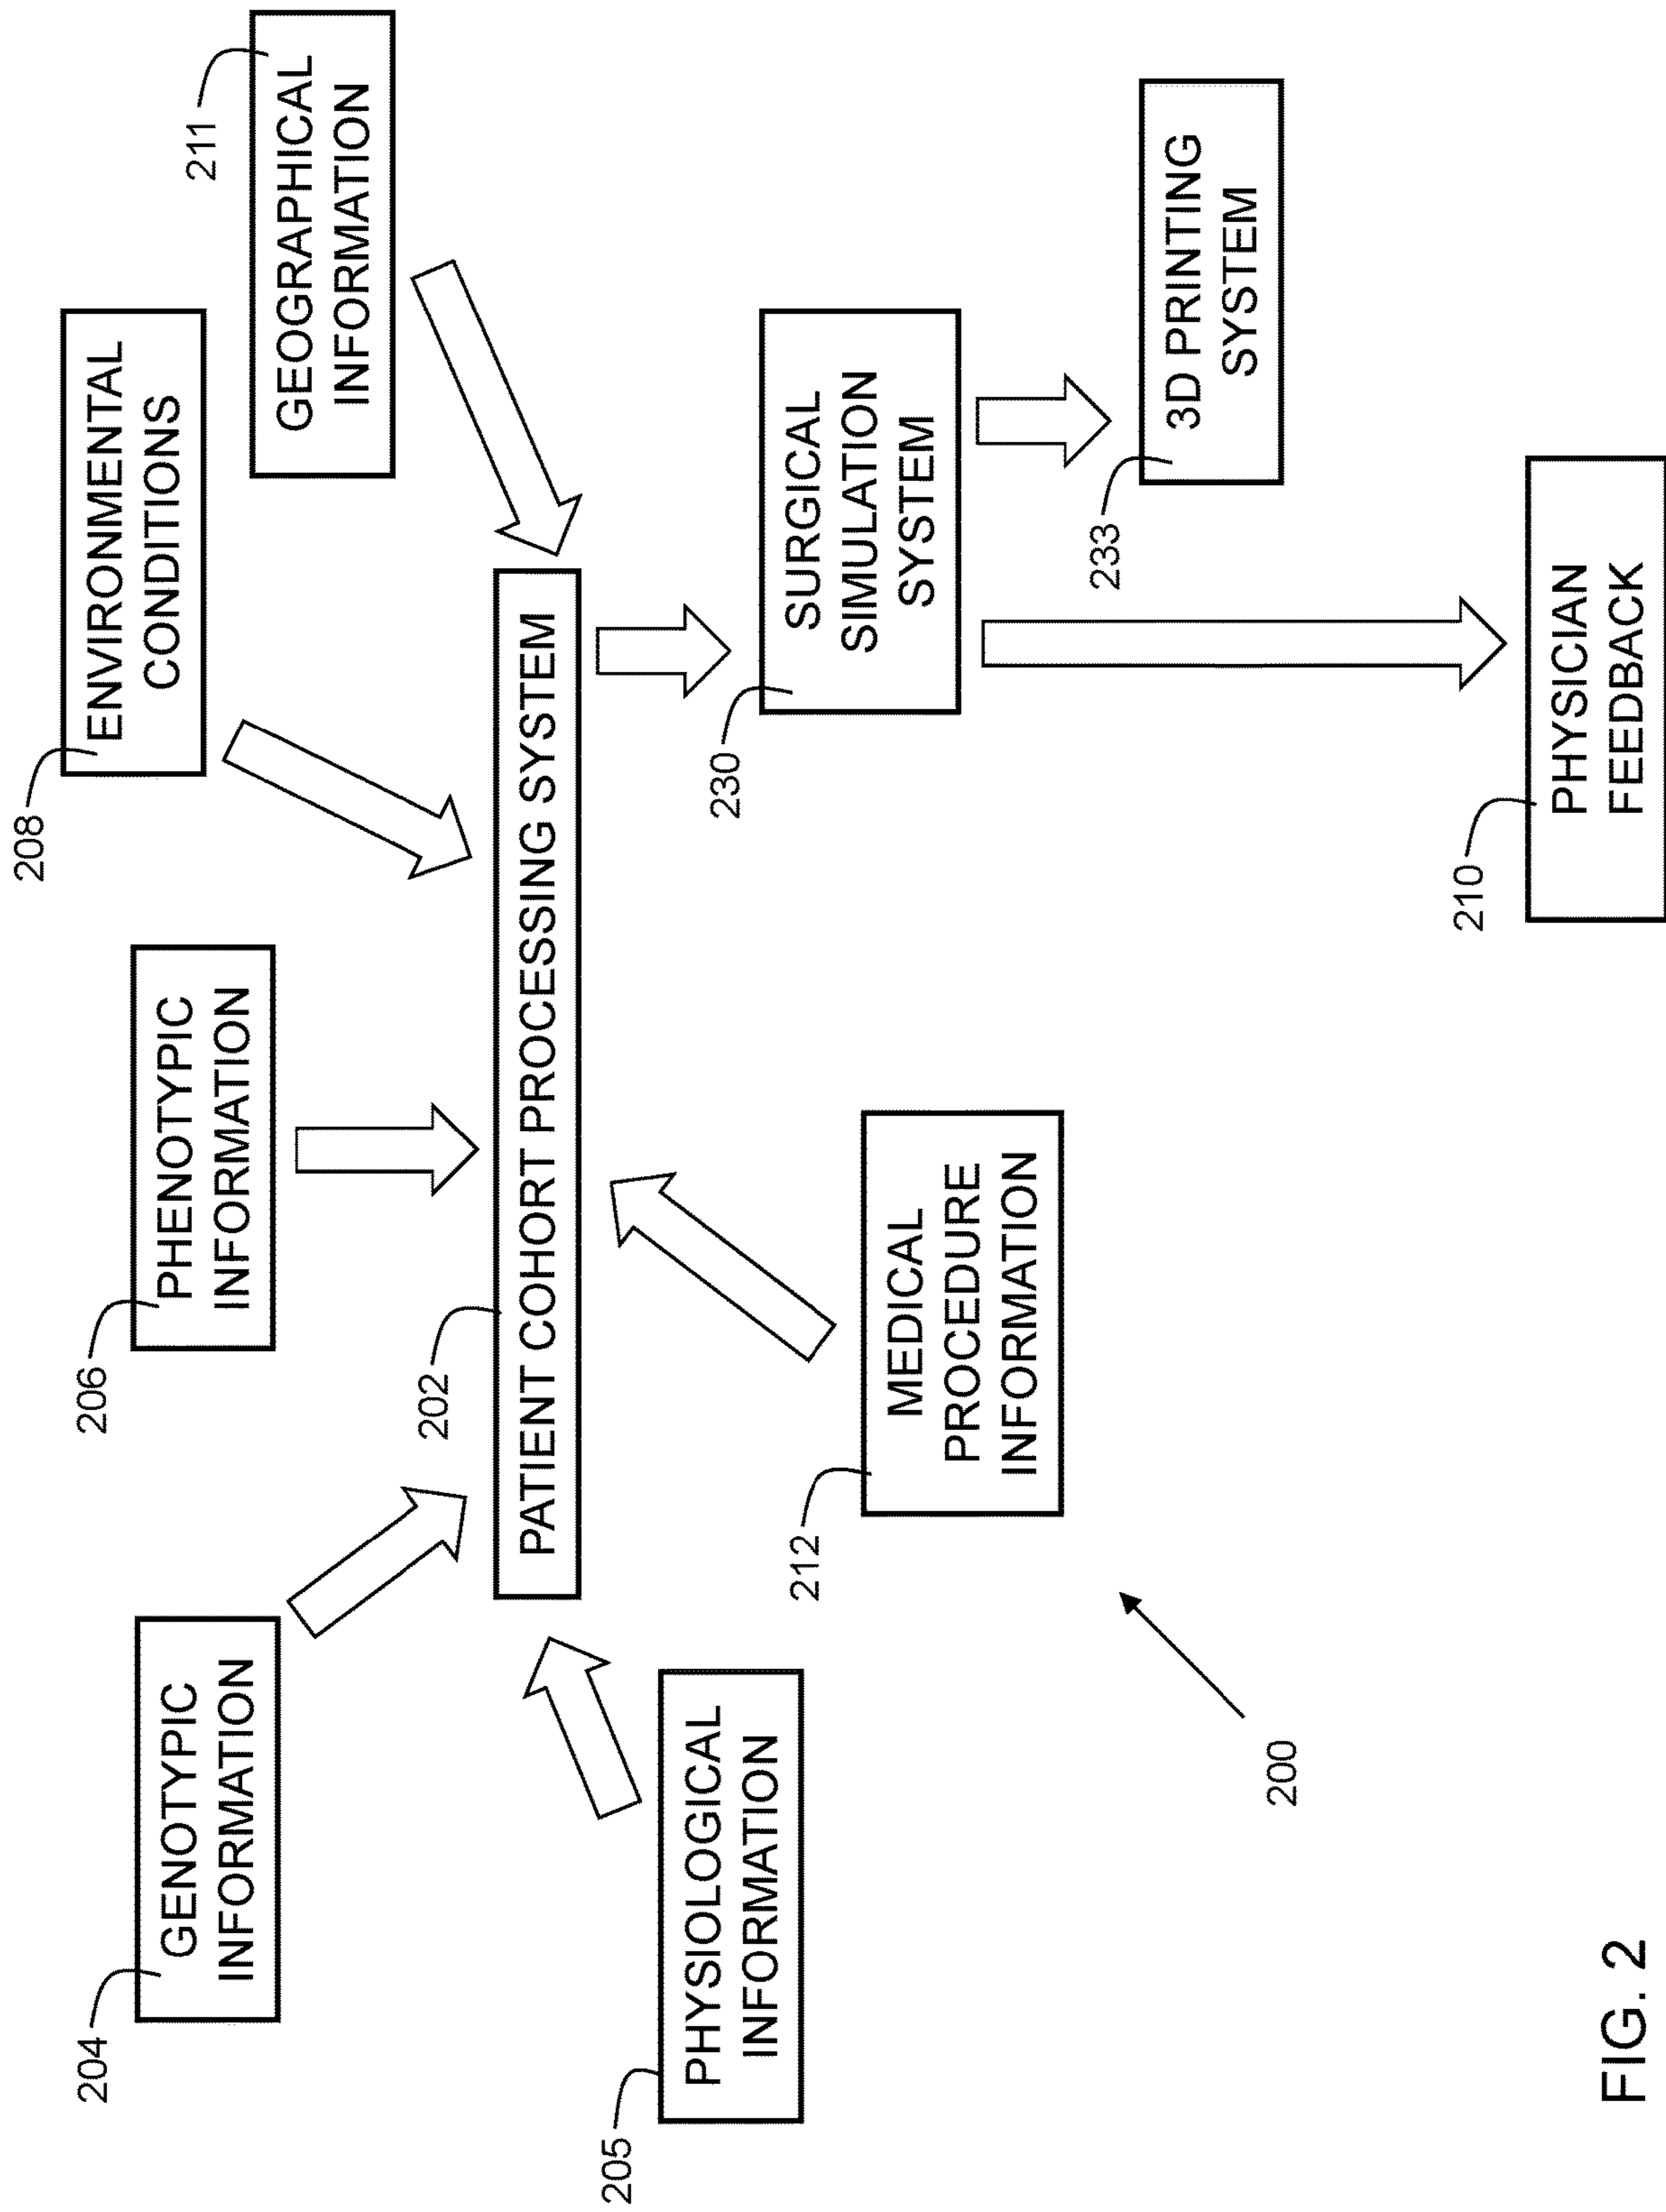 208
ENVIRONMENTAL
CONDITIONS
211
GEOGRAPHICAL
INFORMATION
206
PHENOTYPIC
INFORMATION
204
GENOTYPIC
INFORMATION
202
PATIENT COHORT PROCESSING SYSTEM
205
PHYSIOLOGICAL
INFORMATION
212
MEDICAL
PROCEDURE
INFORMATION
230
SURGICAL
SIMULATION
SYSTEM
233
3D PRINTING
SYSTEM
210
PHYSICIAN
FEEDBACK
200
FIG. 2